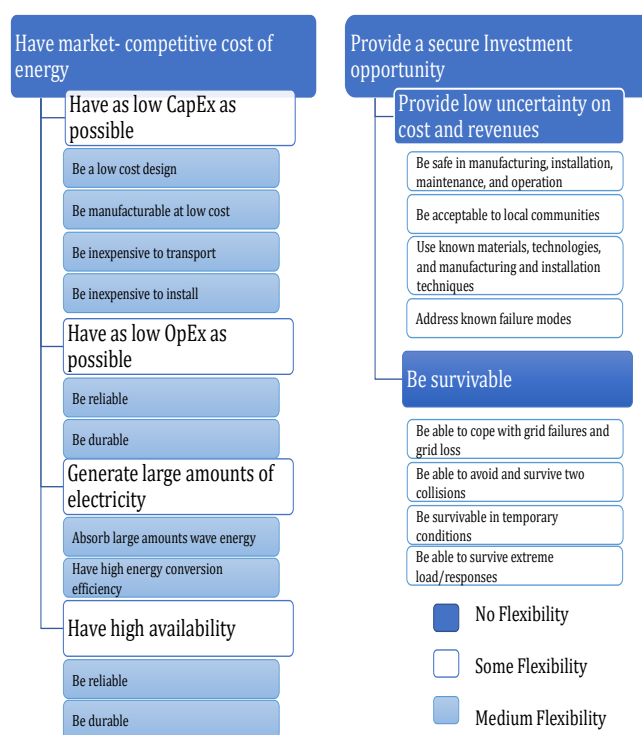 Have market- competitive cost of
energy
Have as low CapEx as
possible
Be a low cost design
Be manufacturable at low cost
Be inexpensive to transport
Be inexpensive to install
Have as low OpEx as
possible
Be reliable
Be durable
Generate large amounts of
electricity
Absorb large amounts wave energy
Have high energy conversion
efficiency
Have high availability
Be reliable
Be durable
Provide a secure Investment
opportunity
Provide low uncertainty on
cost and revenues
Be safe in manufacturing, installation,
maintenance, and operation
Be acceptable to local communities
Use known materials, technologies,
and manufacturing and installation
techniques
Address known failure modes
Be survivable
Be able to cope with grid failures and
grid loss
Be able to avoid and survive two
collisions
Be survivable in temporary
conditions
Be able to survive extreme
load/responses
No Flexibility
Some Flexibility
Medium Flexibility